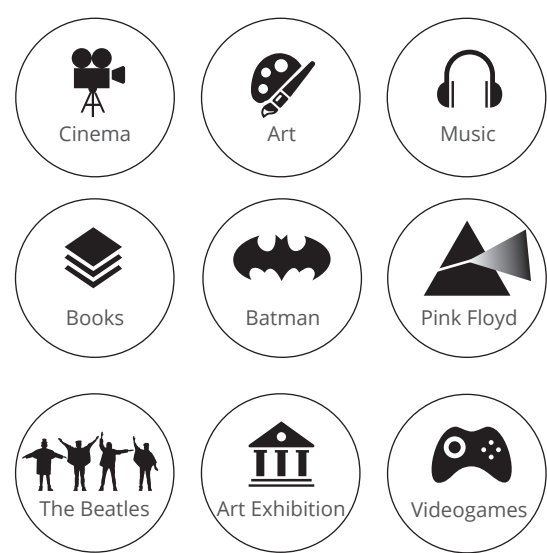 Cinema
Art
Music
Books
Batman
Pink Floyd
The Beatles
Art Exhibition
Videogames